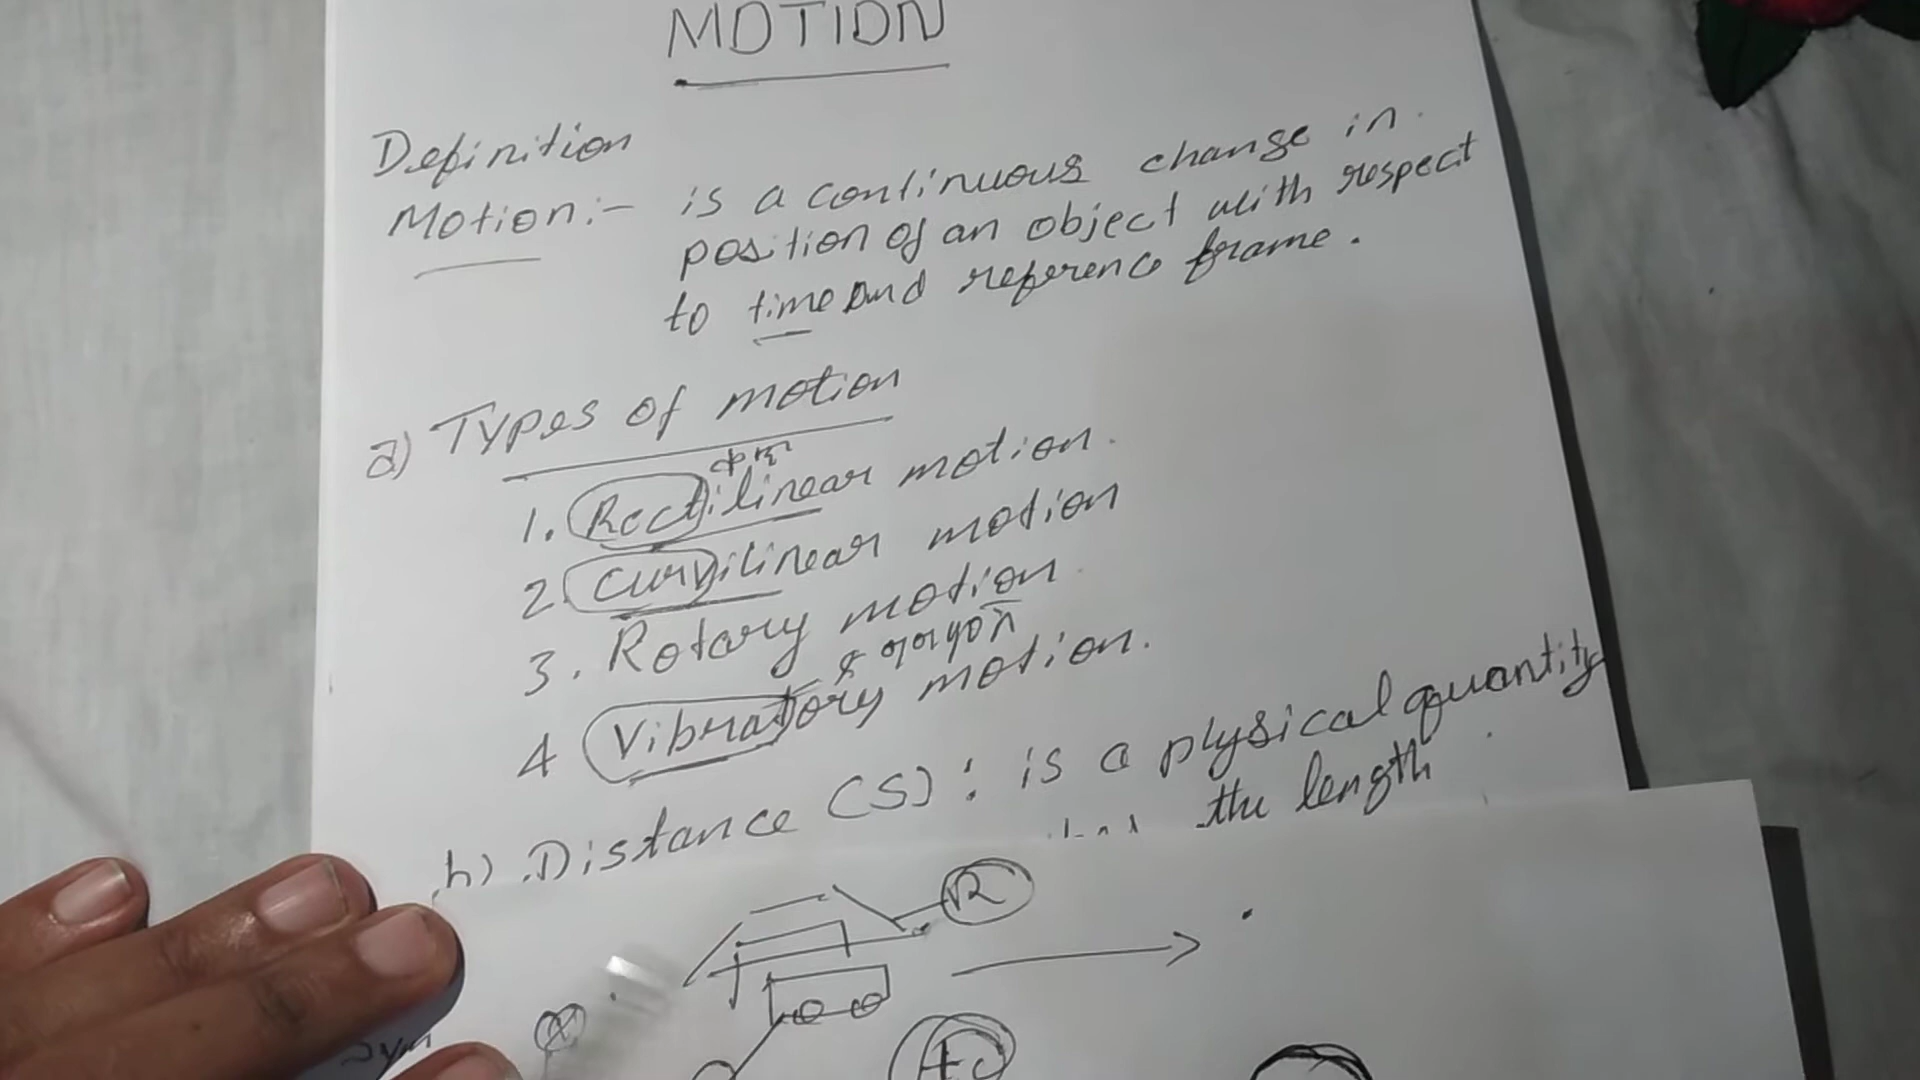 MOTION
Definition
Motion:- is a continuous change in
position of an object with respect
to time and reference frame.
a) Types of motion
1. Rectilinear motion.
2. Curvilinear motion
3. Rotary motion
4 Vibratory motion.
b) Distance (S): is a physical quantity
the length
R